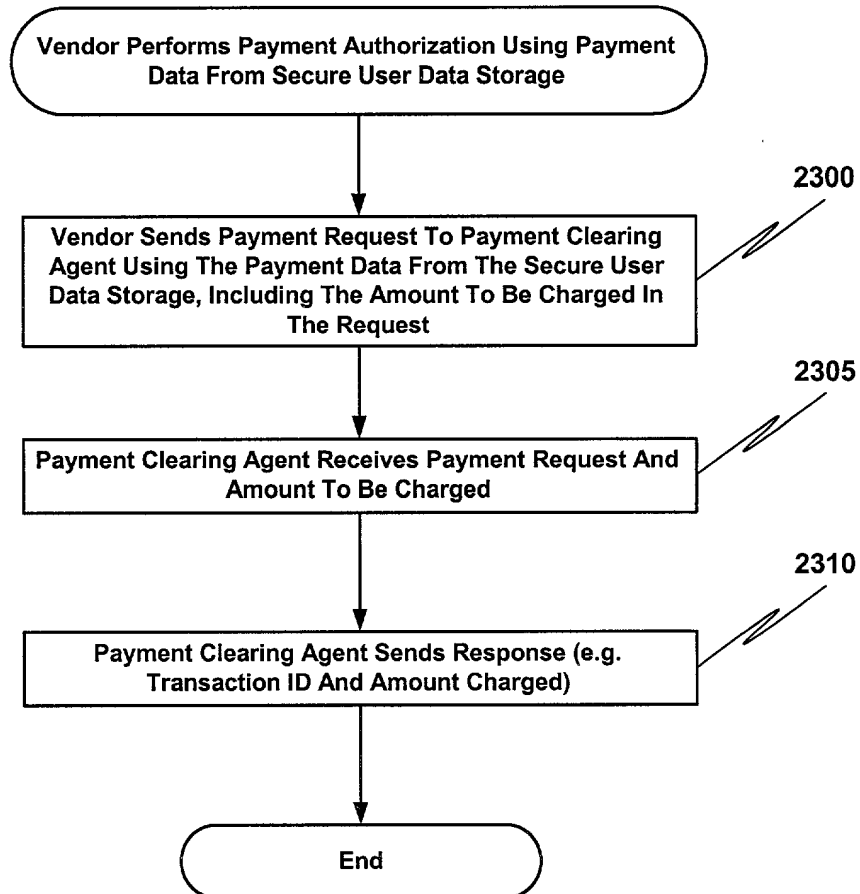 Vendor Performs Payment Authorization Using Payment
Data From Secure User Data Storage
2300
Vendor Sends Payment Request To Payment Clearing
Agent Using The Payment Data From The Secure User
Data Storage, Including The Amount To Be Charged In
The Request
2305
Payment Clearing Agent Receives Payment Request And
Amount To Be Charged
2310
Payment Clearing Agent Sends Response (e.g.
Transaction ID And Amount Charged)
End